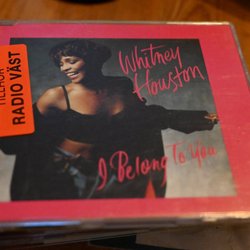 TILLHÖR
RADIO VÄST
Whitney
Houston
I Belong To You